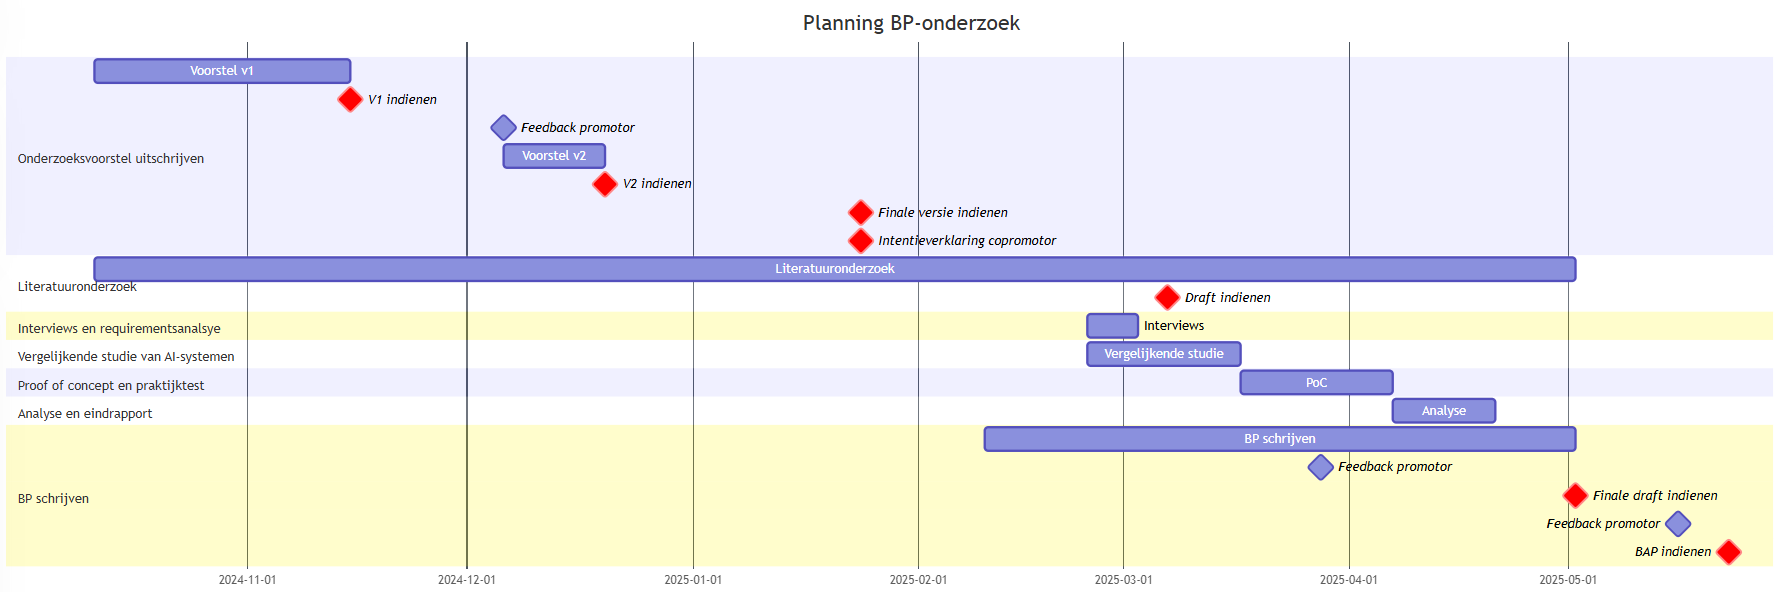 Planning BP-onderzoek
Voorstel v1
V1 indienen
Feedback promotor
Voorstel v2
Onderzoeksvoorstel uitschrijven
V2 indienen
Finale versie indienen
Intentieverklaring copromotor
Literatuuronderzoek
Literatuuronderzoek
Draft indienen
Interviews en requirementsanalsye
Interviews
Vergelijkende studie van AI-systemen
Vergelijkende studie
Proof of concept en praktijktest
PoC
Analyse en eindrapport
Analyse
BP schrijven
Feedback promotor
BP schrijven
Finale draft indienen
Feedback promotor
BAP indienen
2024-11-01
2024-12-01
2025-01-01
2025-02-01
2025-03-01
2025-04-01
2025-05-01